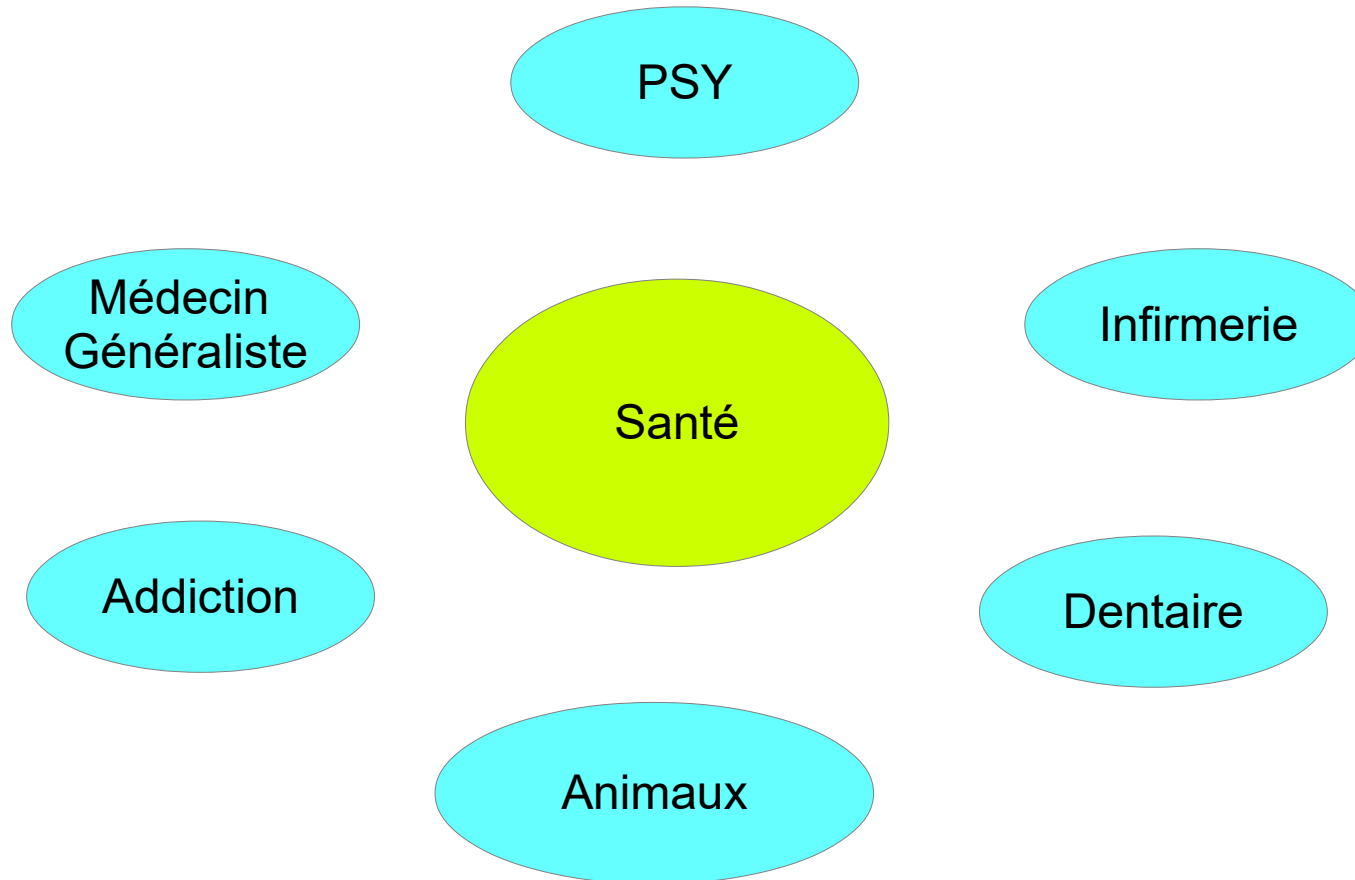 PSY
Médecin
Généraliste
Infirmerie
Santé
Addiction
Dentaire
Animaux